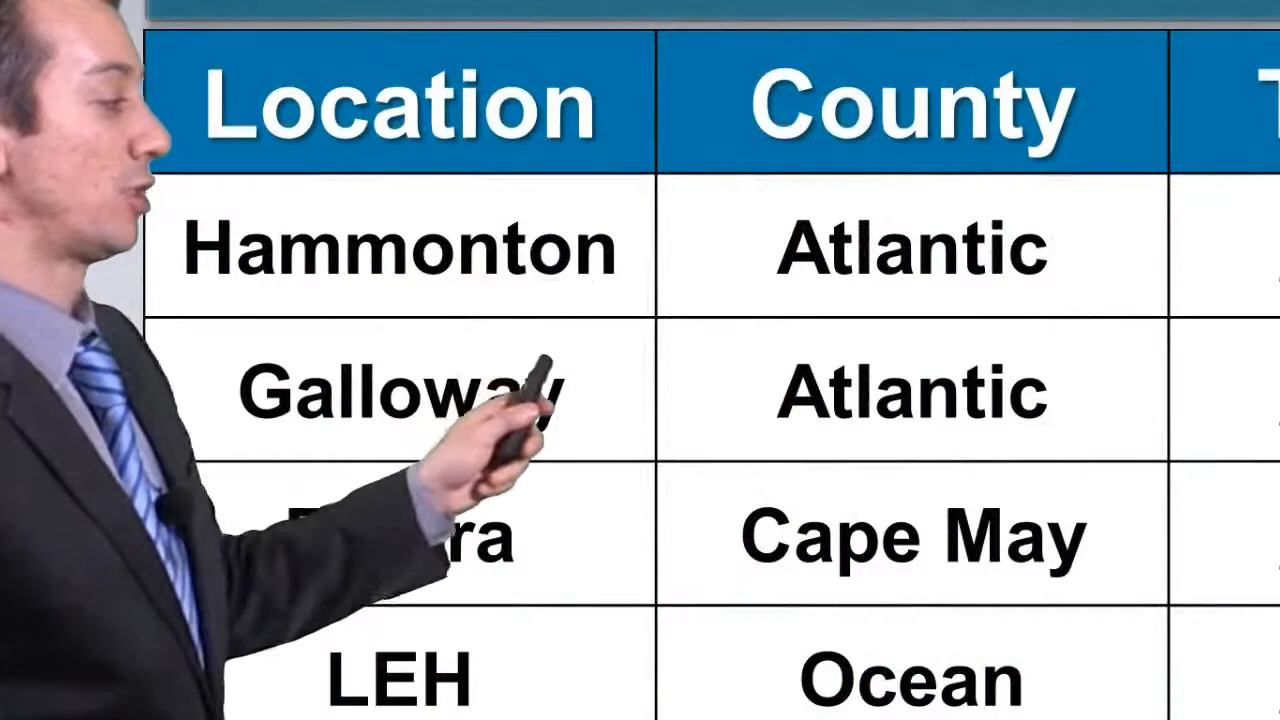 Location County
Hammonton Atlantic
Galloway Atlantic
Cape May
LEH Ocean